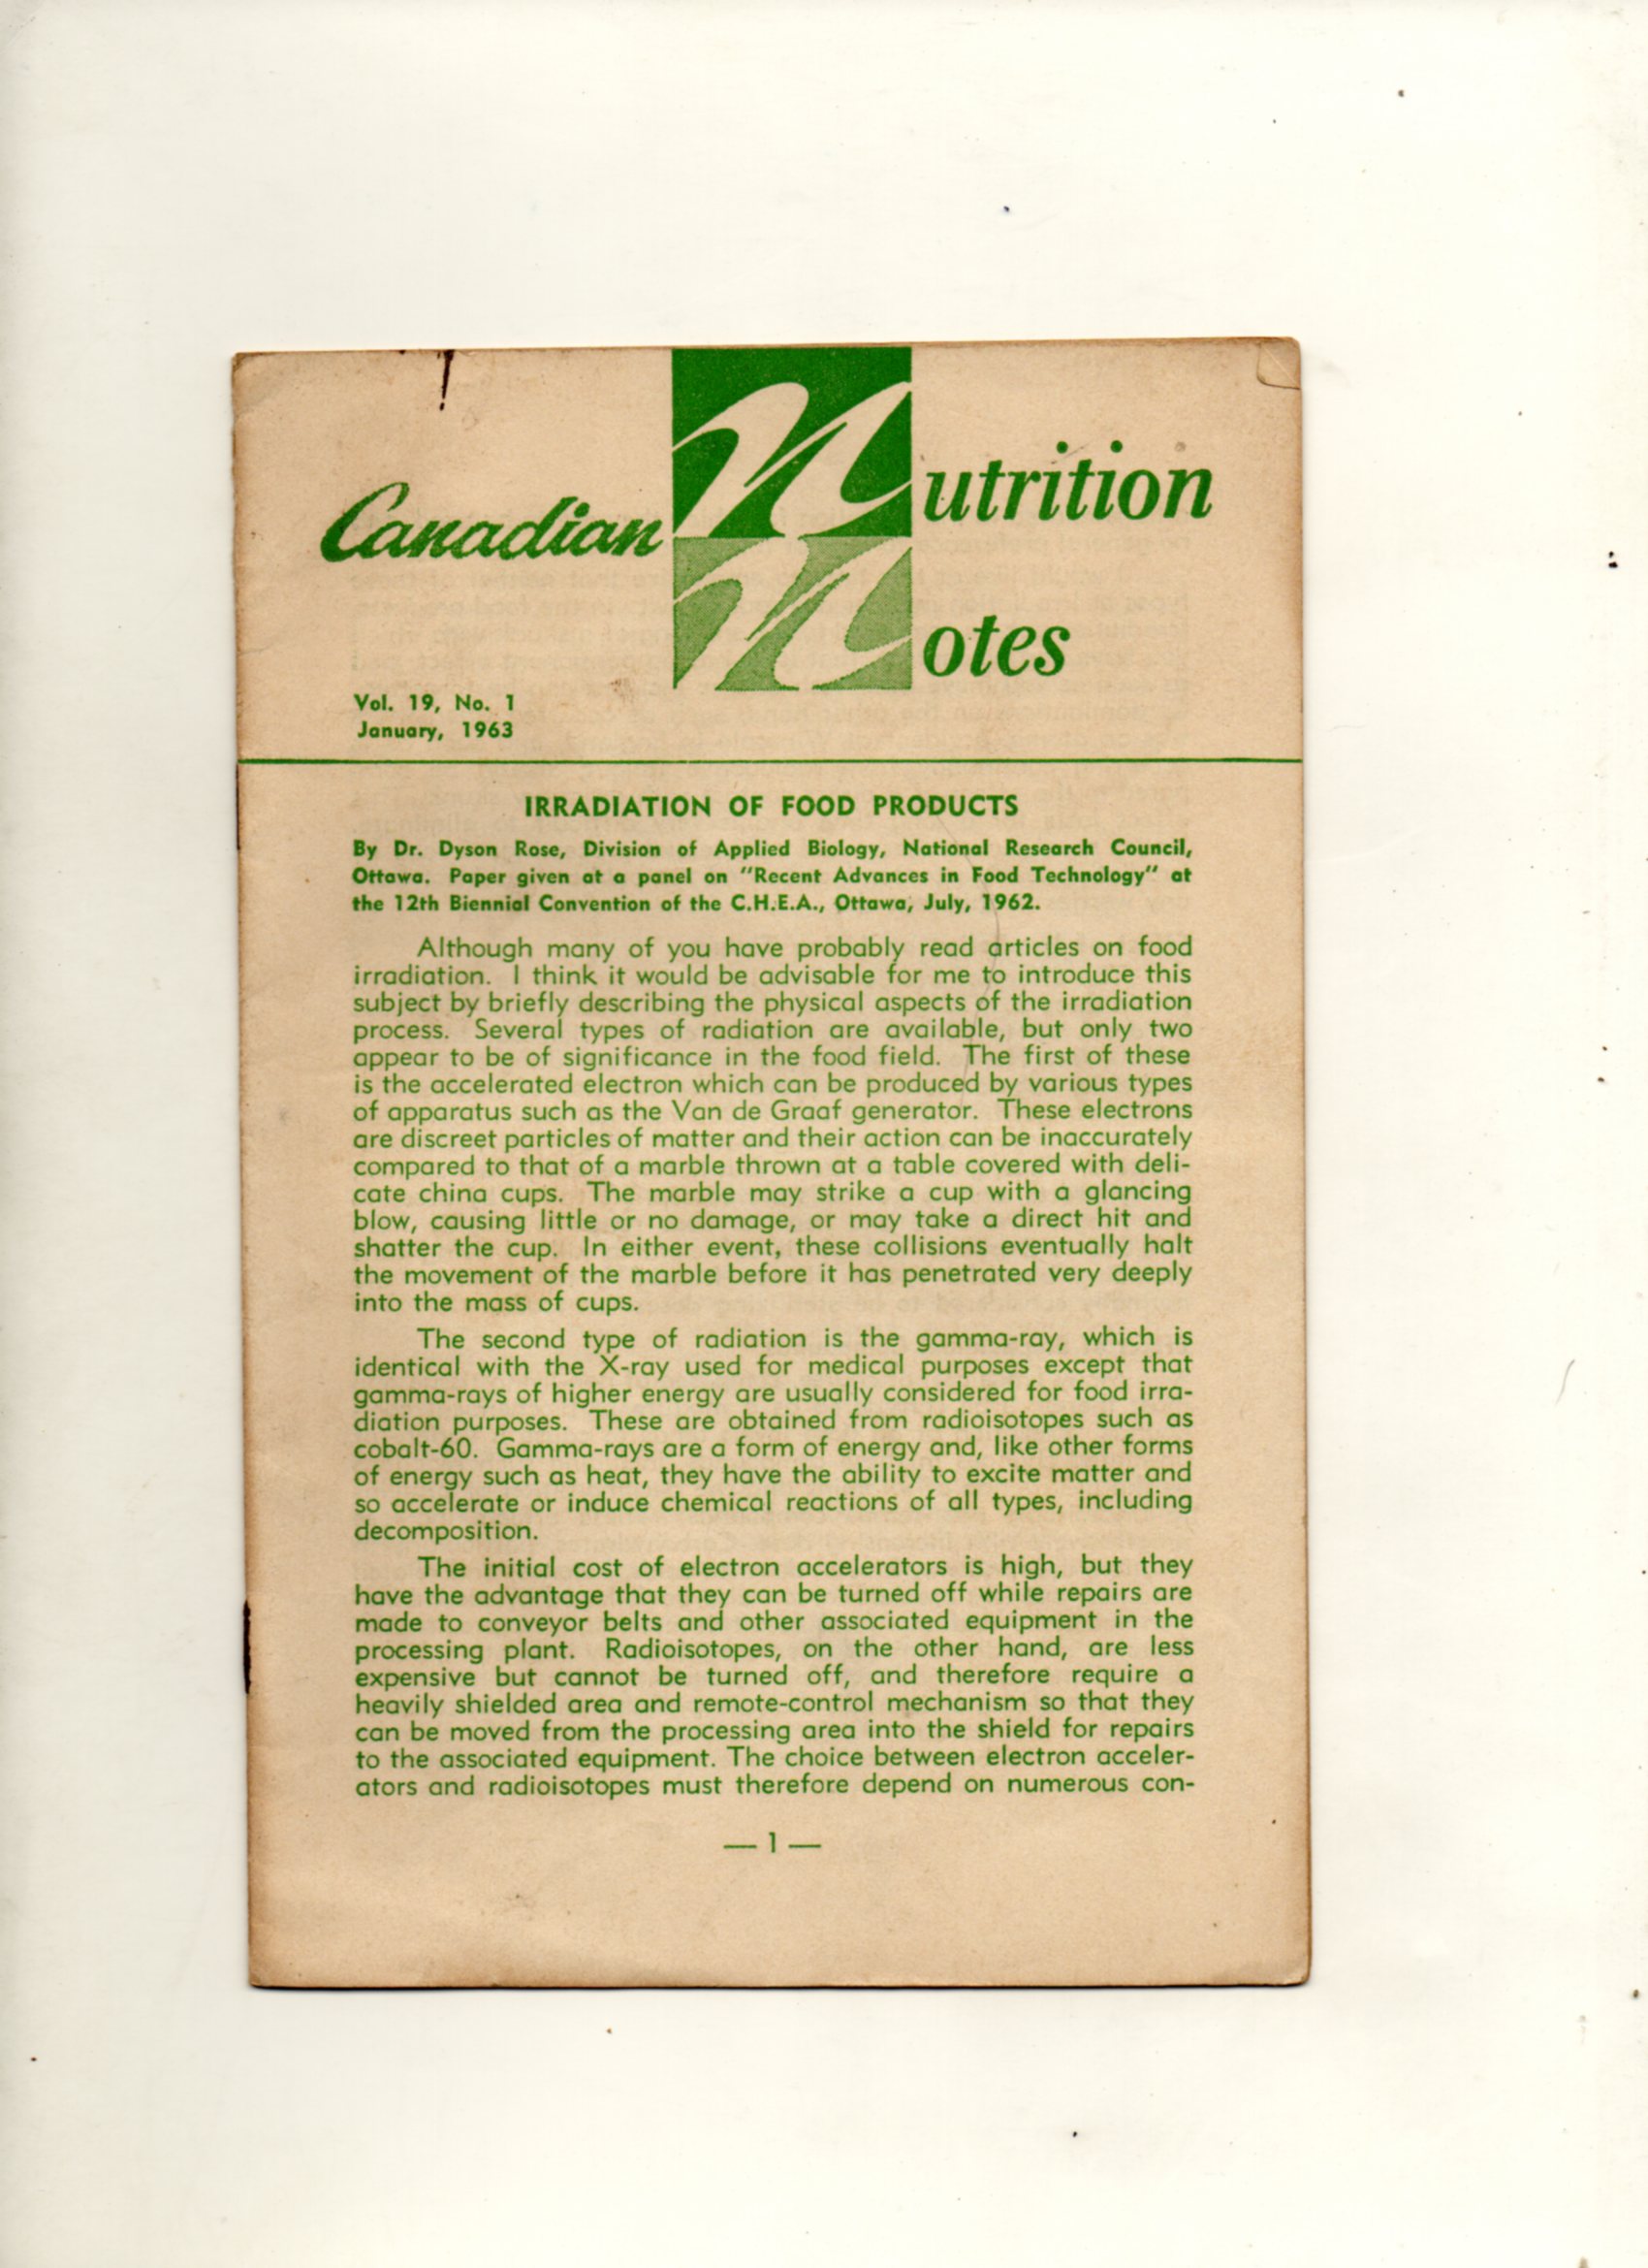 Canadian Nutrition
Notes
Vol. 19, No. 1
January, 1963
IRRADIATION OF FOOD PRODUCTS
By Dr. Dyson Rose, Division of Applied Biology, National Research Council,
Ottawa. Paper given at a panel on "Recent Advances in Food Technology" at
the 12th Biennial Convention of the C.H.E.A., Ottawa, July, 1962.
Although many of you have probably read articles on food
irradiation. I think it would be advisable for me to introduce this
subject by briefly describing the physical aspects of the irradiation
process. Several types of radiation are available, but only two
appear to be of significance in the food field. The first of these
is the accelerated electron which can be produced by various types
of apparatus such as the Van de Graaf generator. These electrons
are discreet particles of matter and their action can be inaccurately
compared to that of a marble thrown at a table covered with deli-
cate china cups. The marble may strike a cup with a glancing
blow, causing little or no damage, or may take a direct hit and
shatter the cup. In either event, these collisions eventually halt
the movement of the marble before it has penetrated very deeply
into the mass of cups.
The second type of radiation is the gamma-ray, which is
identical with the X-ray used for medical purposes except that
gamma-rays of higher energy are usually considered for food irra-
diation purposes. These are obtained from radioisotopes such as
cobalt-60. Gamma-rays are a form of energy and, like other forms
of energy such as heat, they have the ability to excite matter and
so accelerate or induce chemical reactions of all types, including
decomposition.
The initial cost of electron accelerators is high, but they
have the advantage that they can be turned off while repairs are
made to conveyor belts and other associated equipment in the
processing plant. Radioisotopes, on the other hand, are less
expensive but cannot be turned off, and therefore require a
heavily shielded area and remote-control mechanism so that they
can be moved from the processing area into the shield for repairs
to the associated equipment. The choice between electron acceler-
ators and radioisotopes must therefore depend on numerous con-
— 1 —